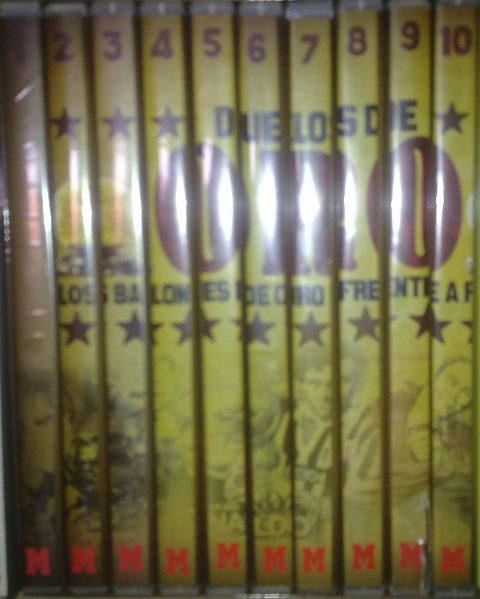 2 3 4 5 6 7 8 9 10
DUELOS DE
ORO
LOS BALONES DE ORO FRENTE A F
M M M M M M M M M M